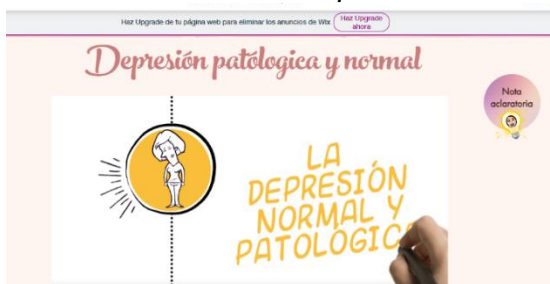 Haz Upgrade de tu página web para eliminar los anuncios de Wix
Haz Upgrade
ahora
Depresión patólogica y normal
Nota
aclaratoria
LA
DEPRESIÓN
NORMAL Y
PATOLÓGIC